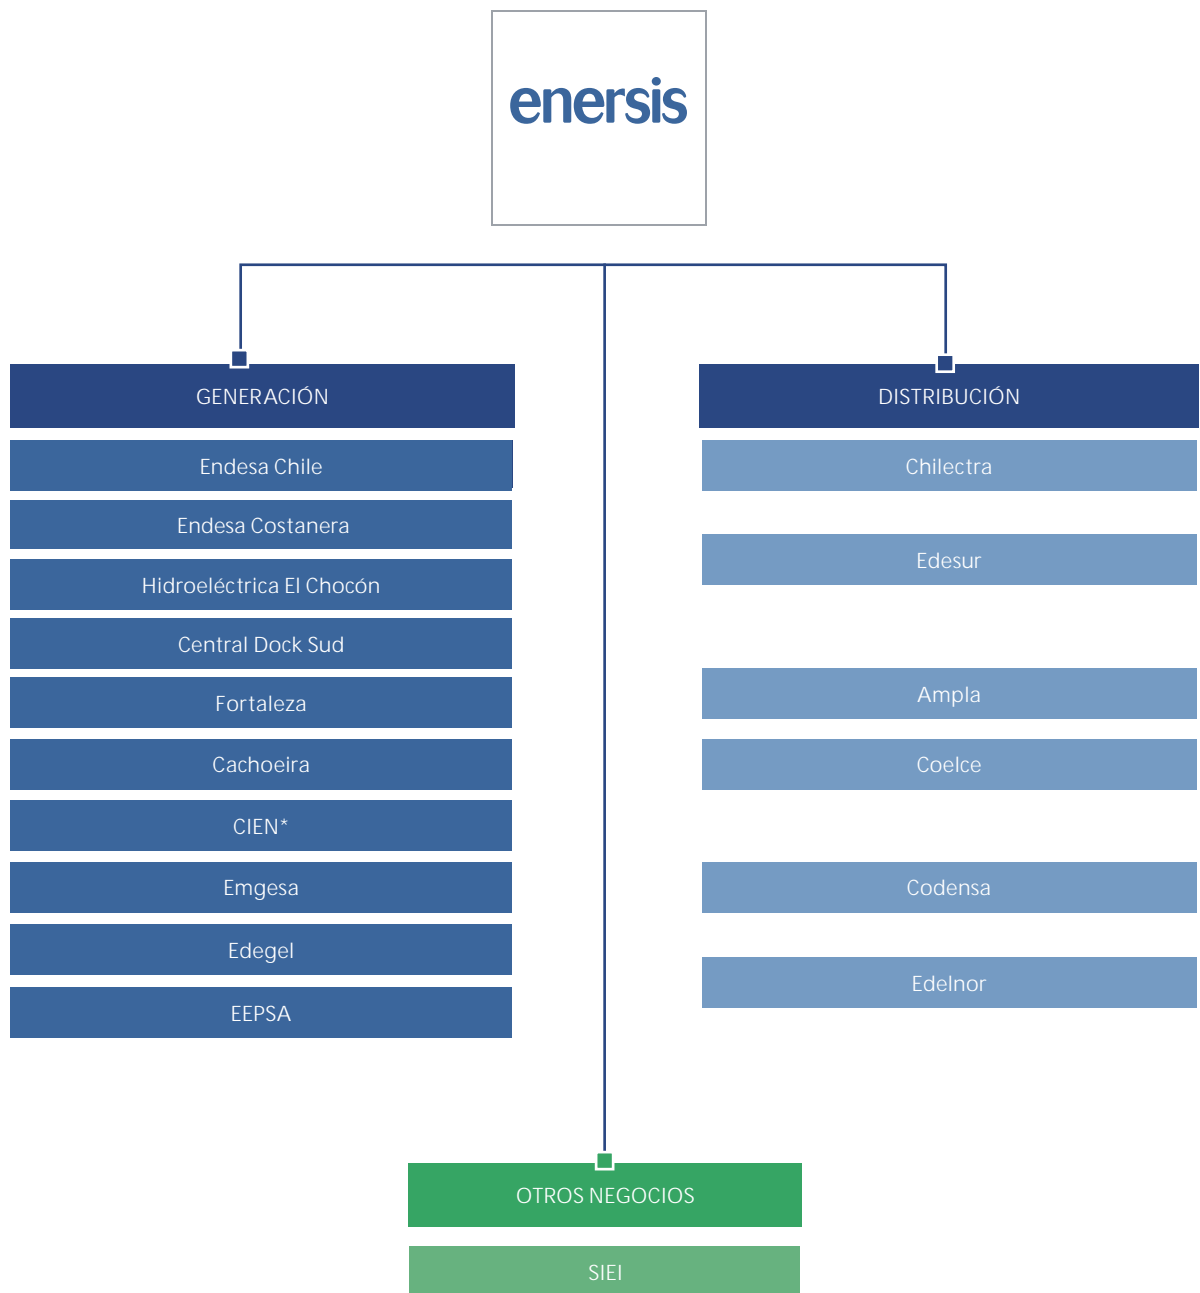 enersis
GENERACIÓN
Endesa Chile
Endesa Costanera
Hidroeléctrica El Chocón
Central Dock Sud
Fortaleza
Cachoeira
CIEN*
Emgesa
Edegel
EEPSA
DISTRIBUCIÓN
Chilectra
Edesur
Ampla
Coelce
Codensa
Edelnor
OTROS NEGOCIOS
SIEI